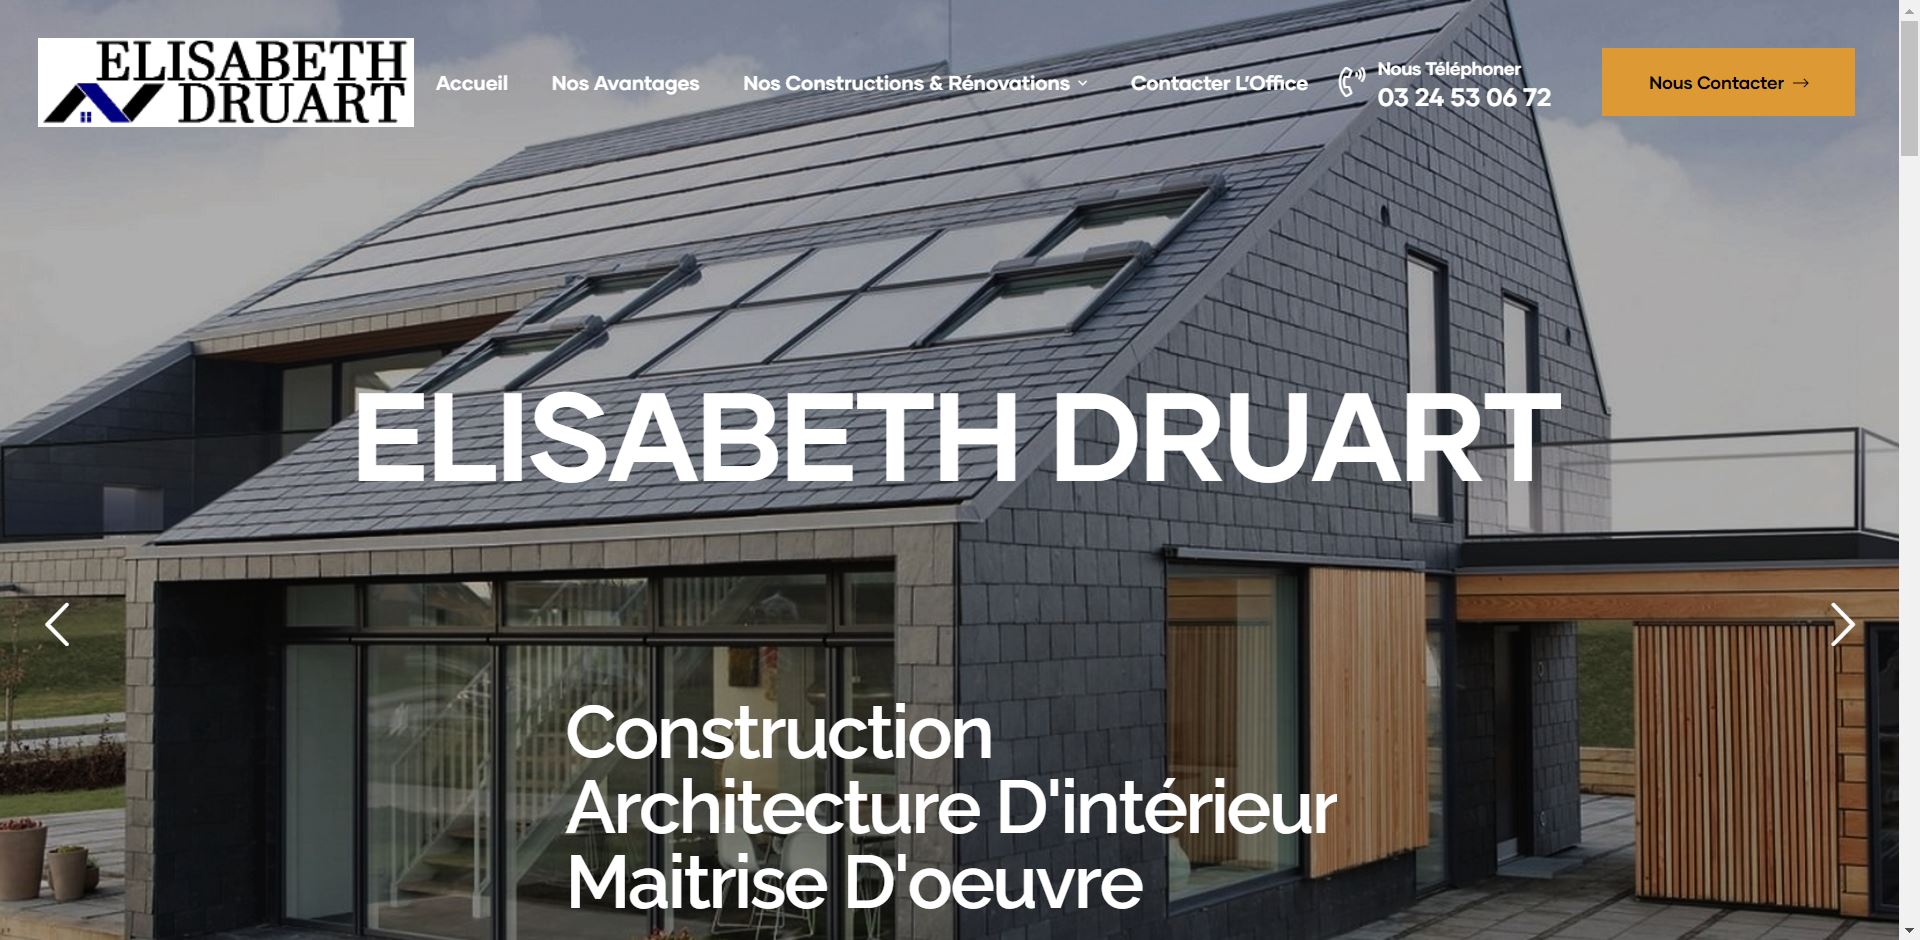 ELISABETH
DRUART
Accueil
Nos Avantages
Nos Constructions & Rénovations
Contacter L'Office
Nous Téléphoner
03 24 53 06 72
Nous Contacter →
ELISABETH DRUART
Construction
Architecture D'intérieur
Maitrise D'oeuvre